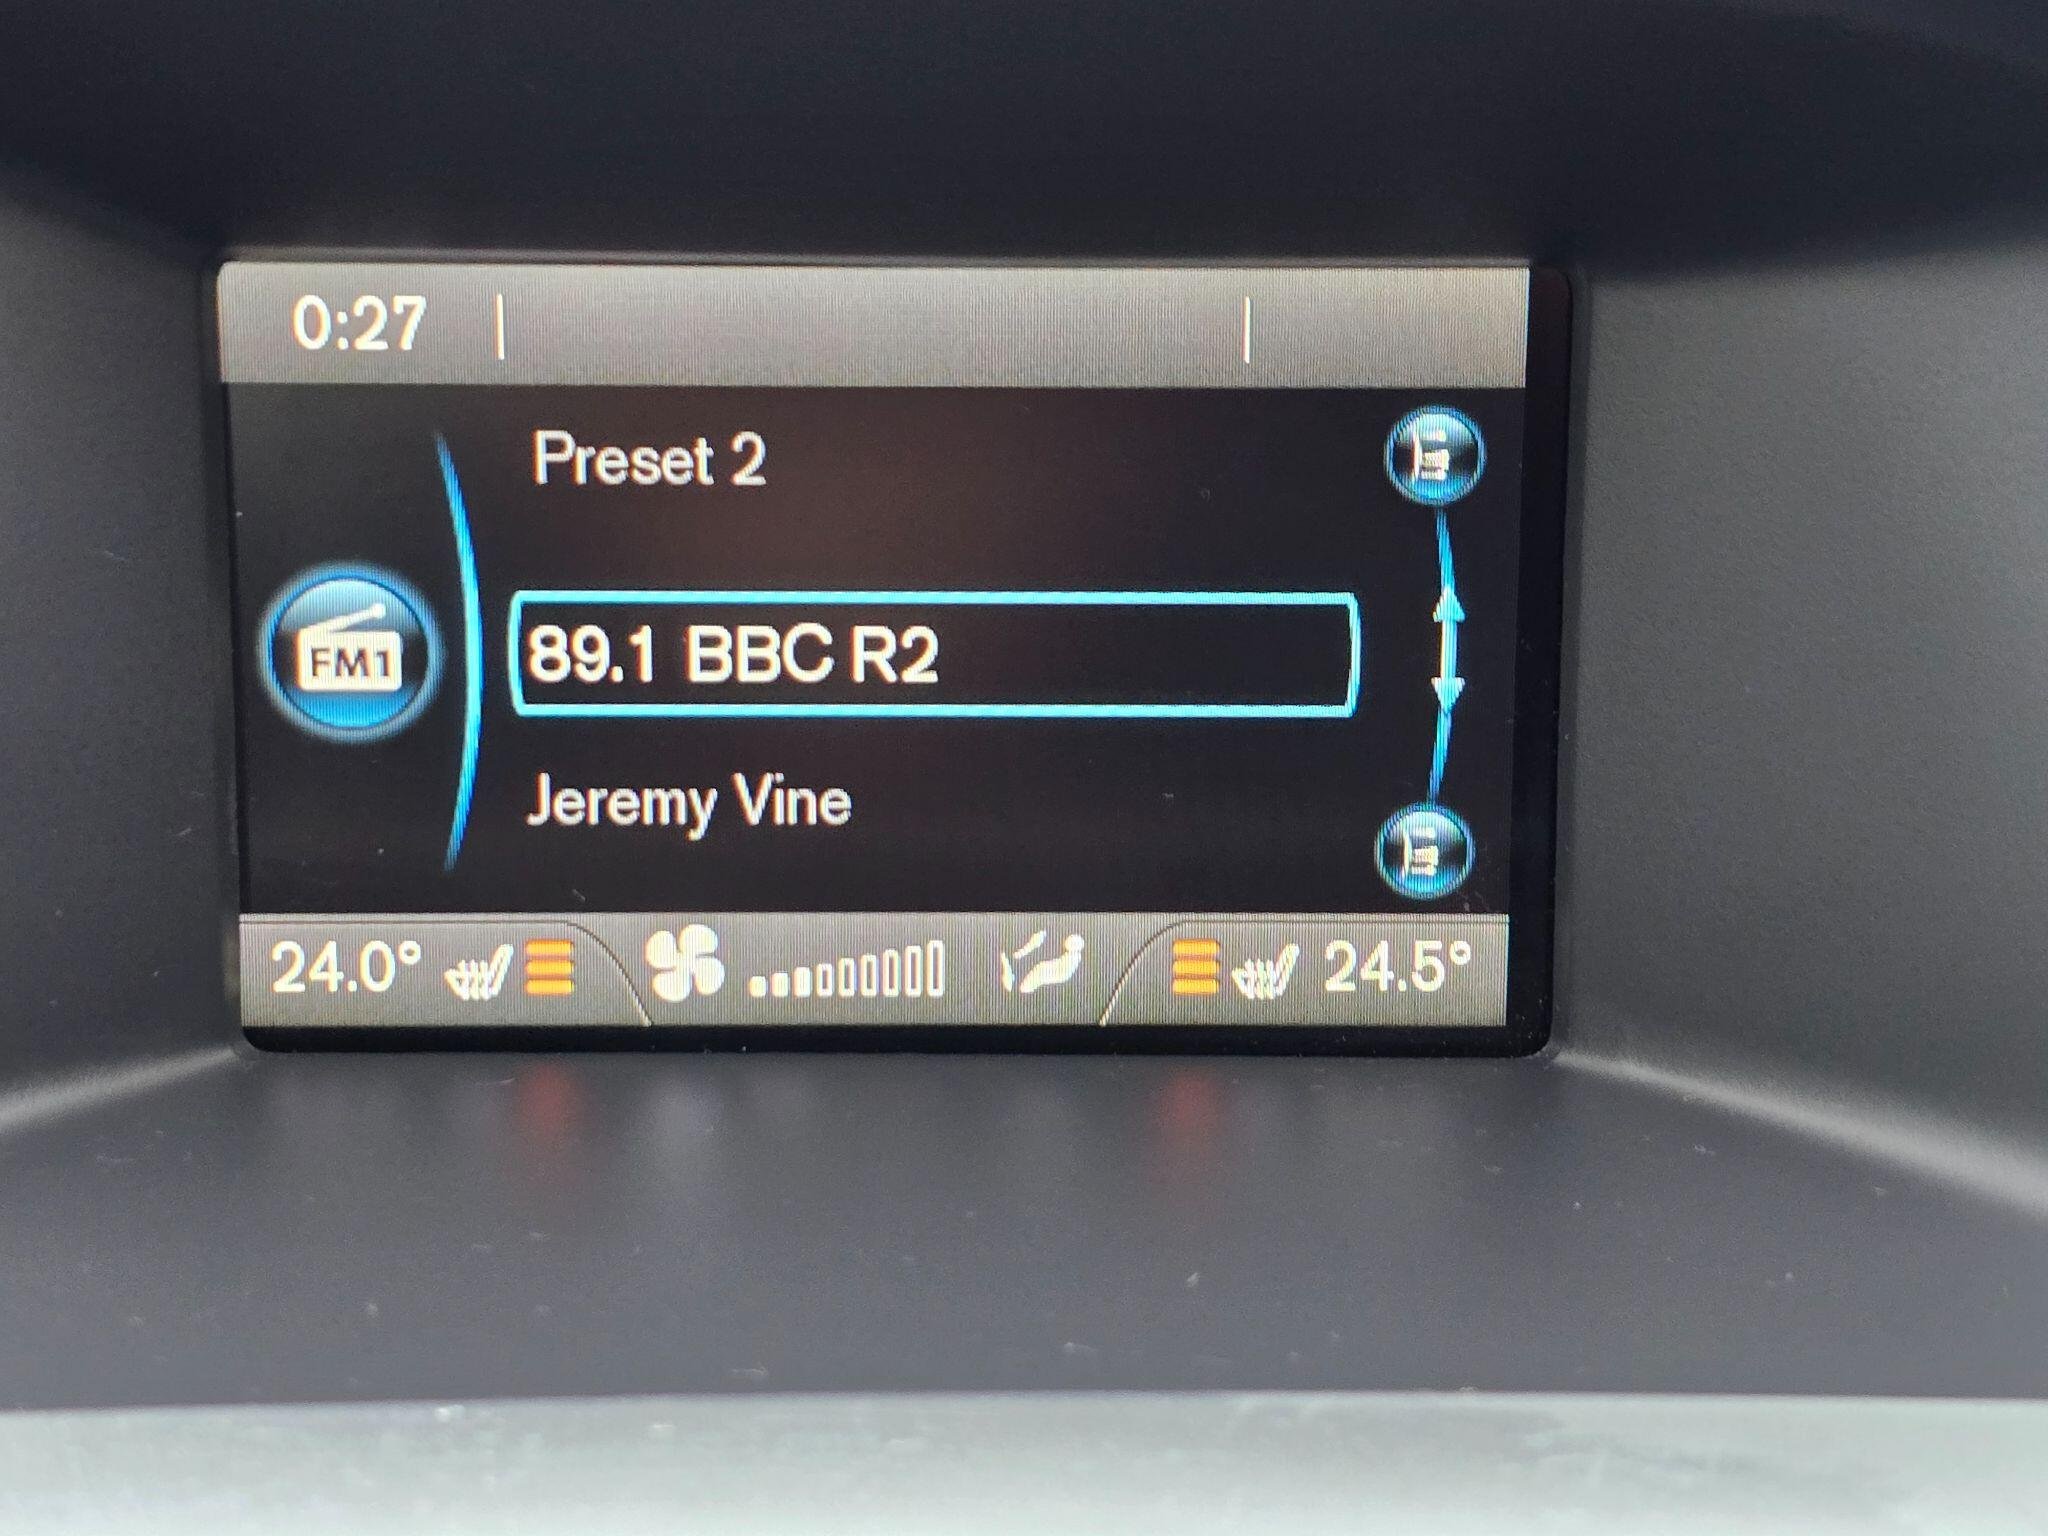 0:27
Preset 2
FM1
89.1 BBC R2
Jeremy Vine
24.0° 24.5°